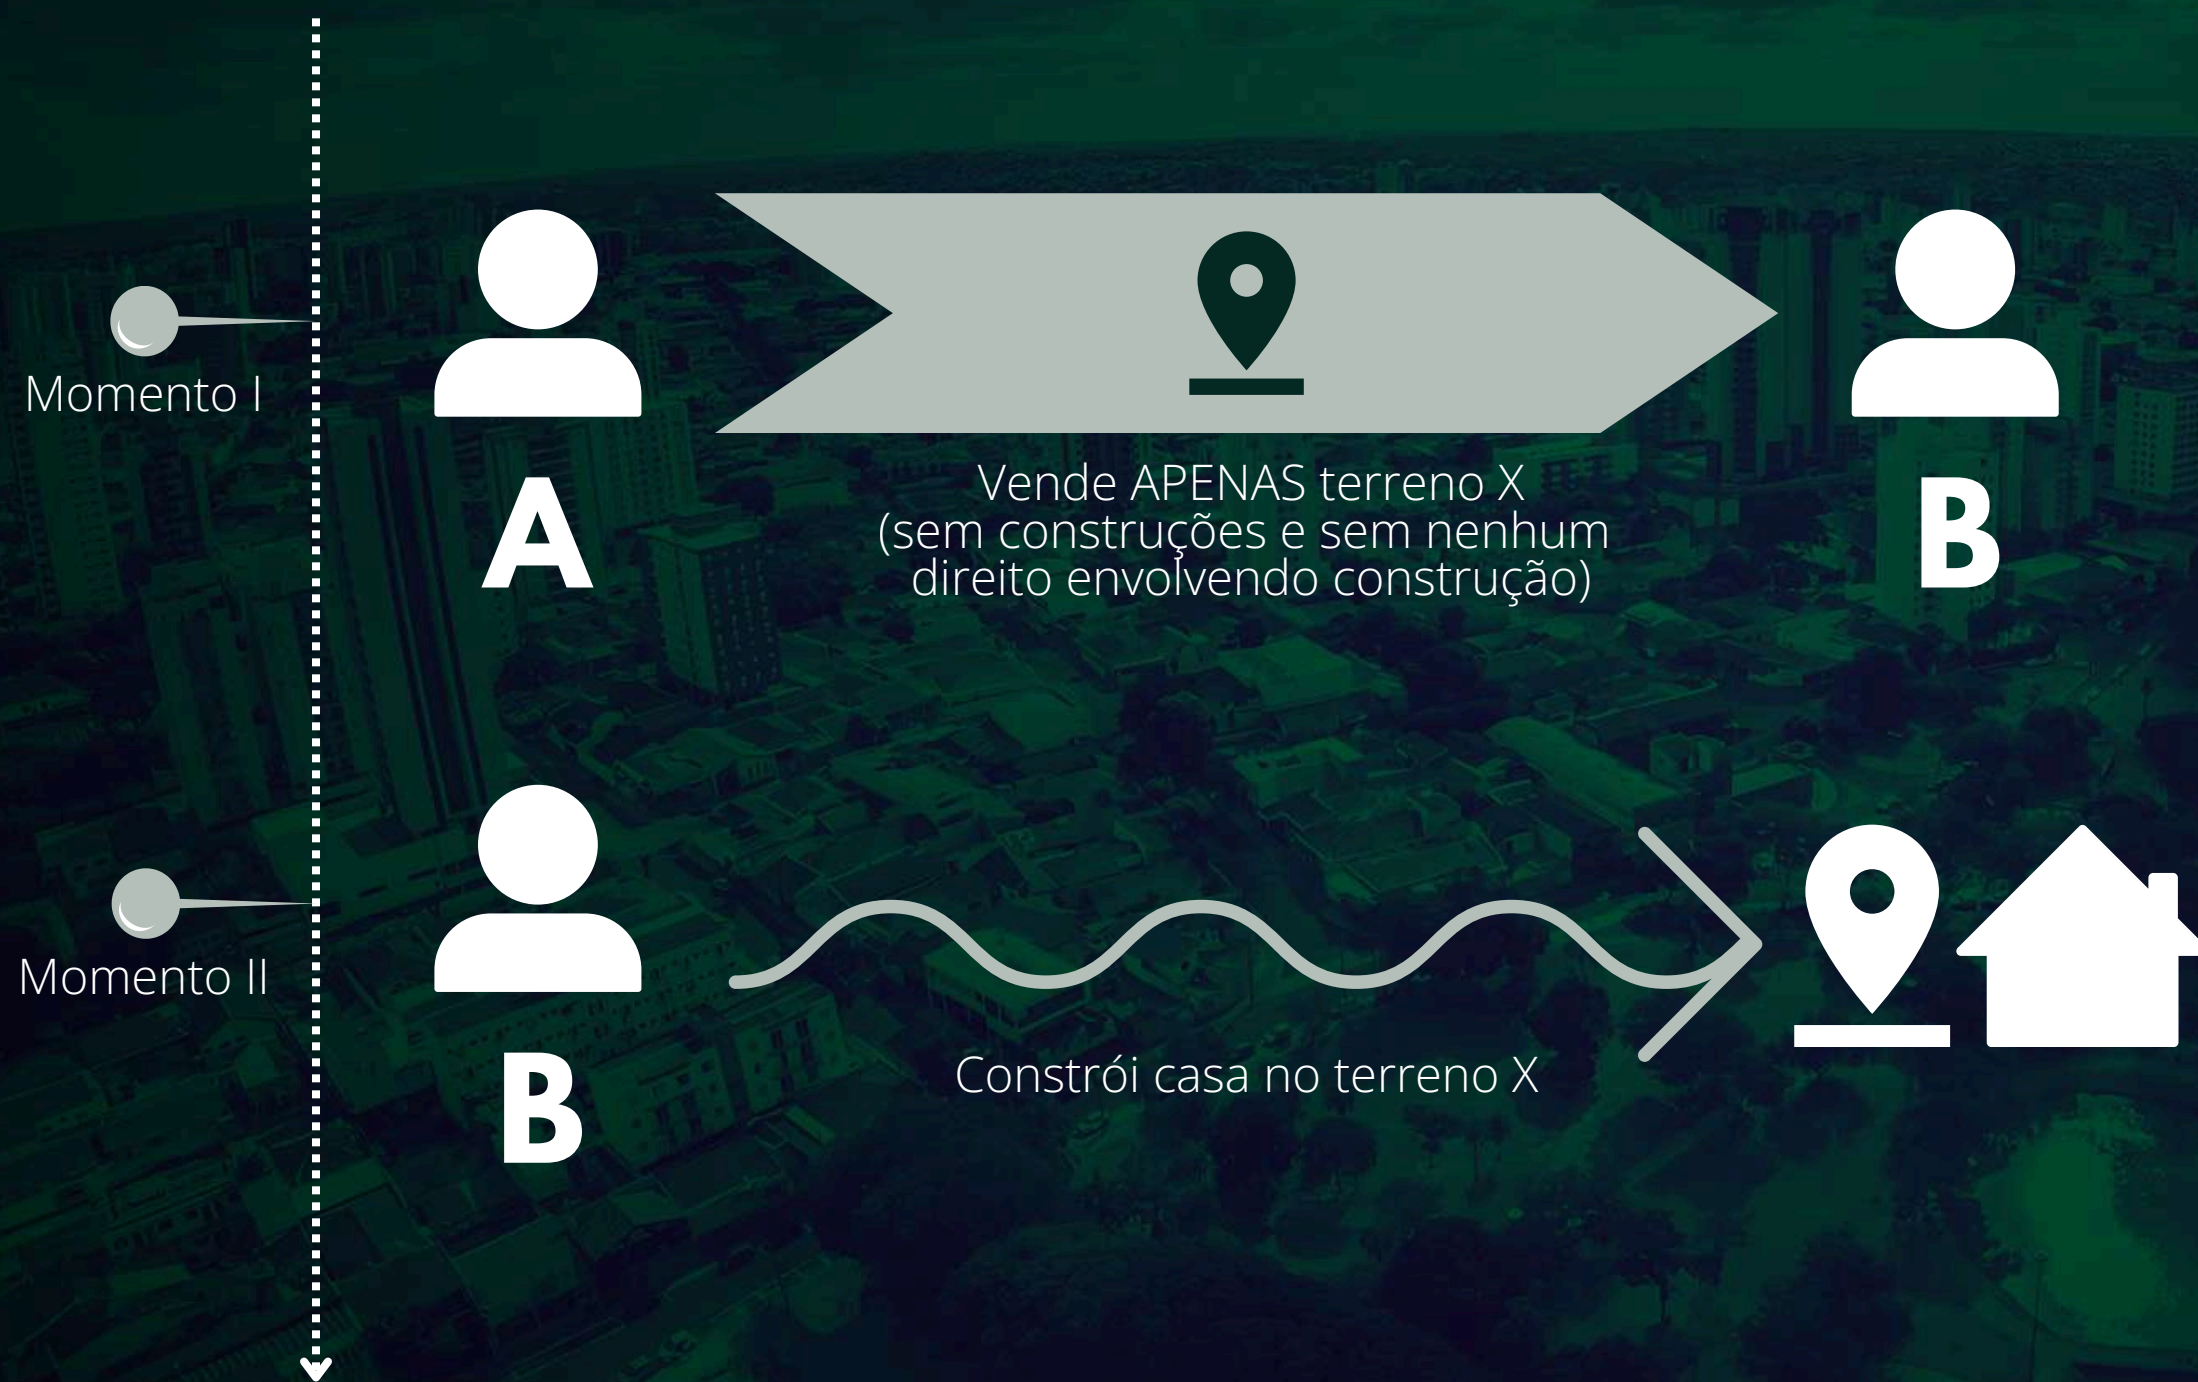 Momento I
A
Vende APENAS terreno X
(sem construções e sem nenhum
direito envolvendo construção)
B
Momento II
B
Constrói casa no terreno X